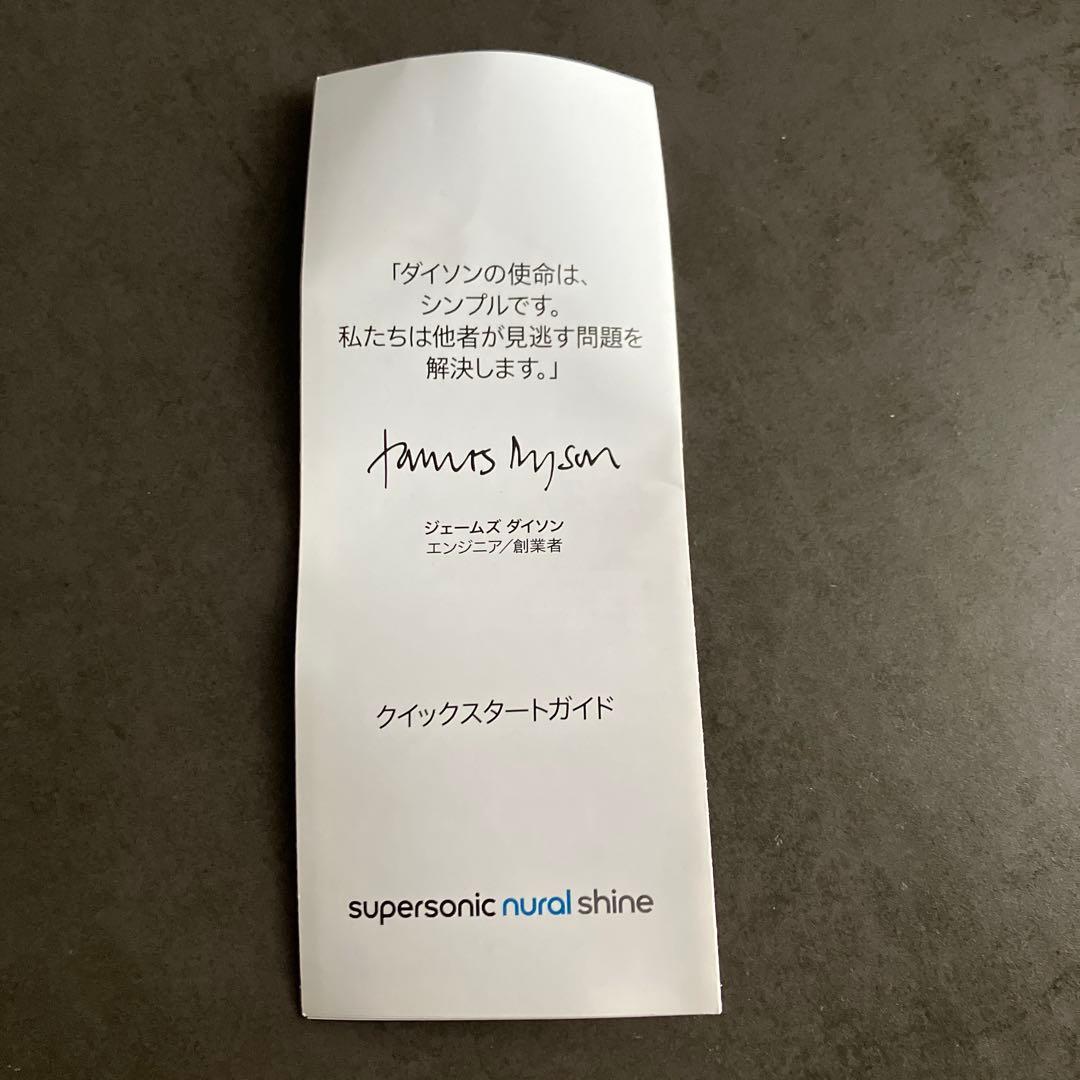 「ダイソンの使命は、
シンプルです。
私たちは他者が見逃す問題を
解決します。」
James Dyson
ジェームズ ダイソン
エンジニア/創業者
クイックスタートガイド
supersonic nural shine